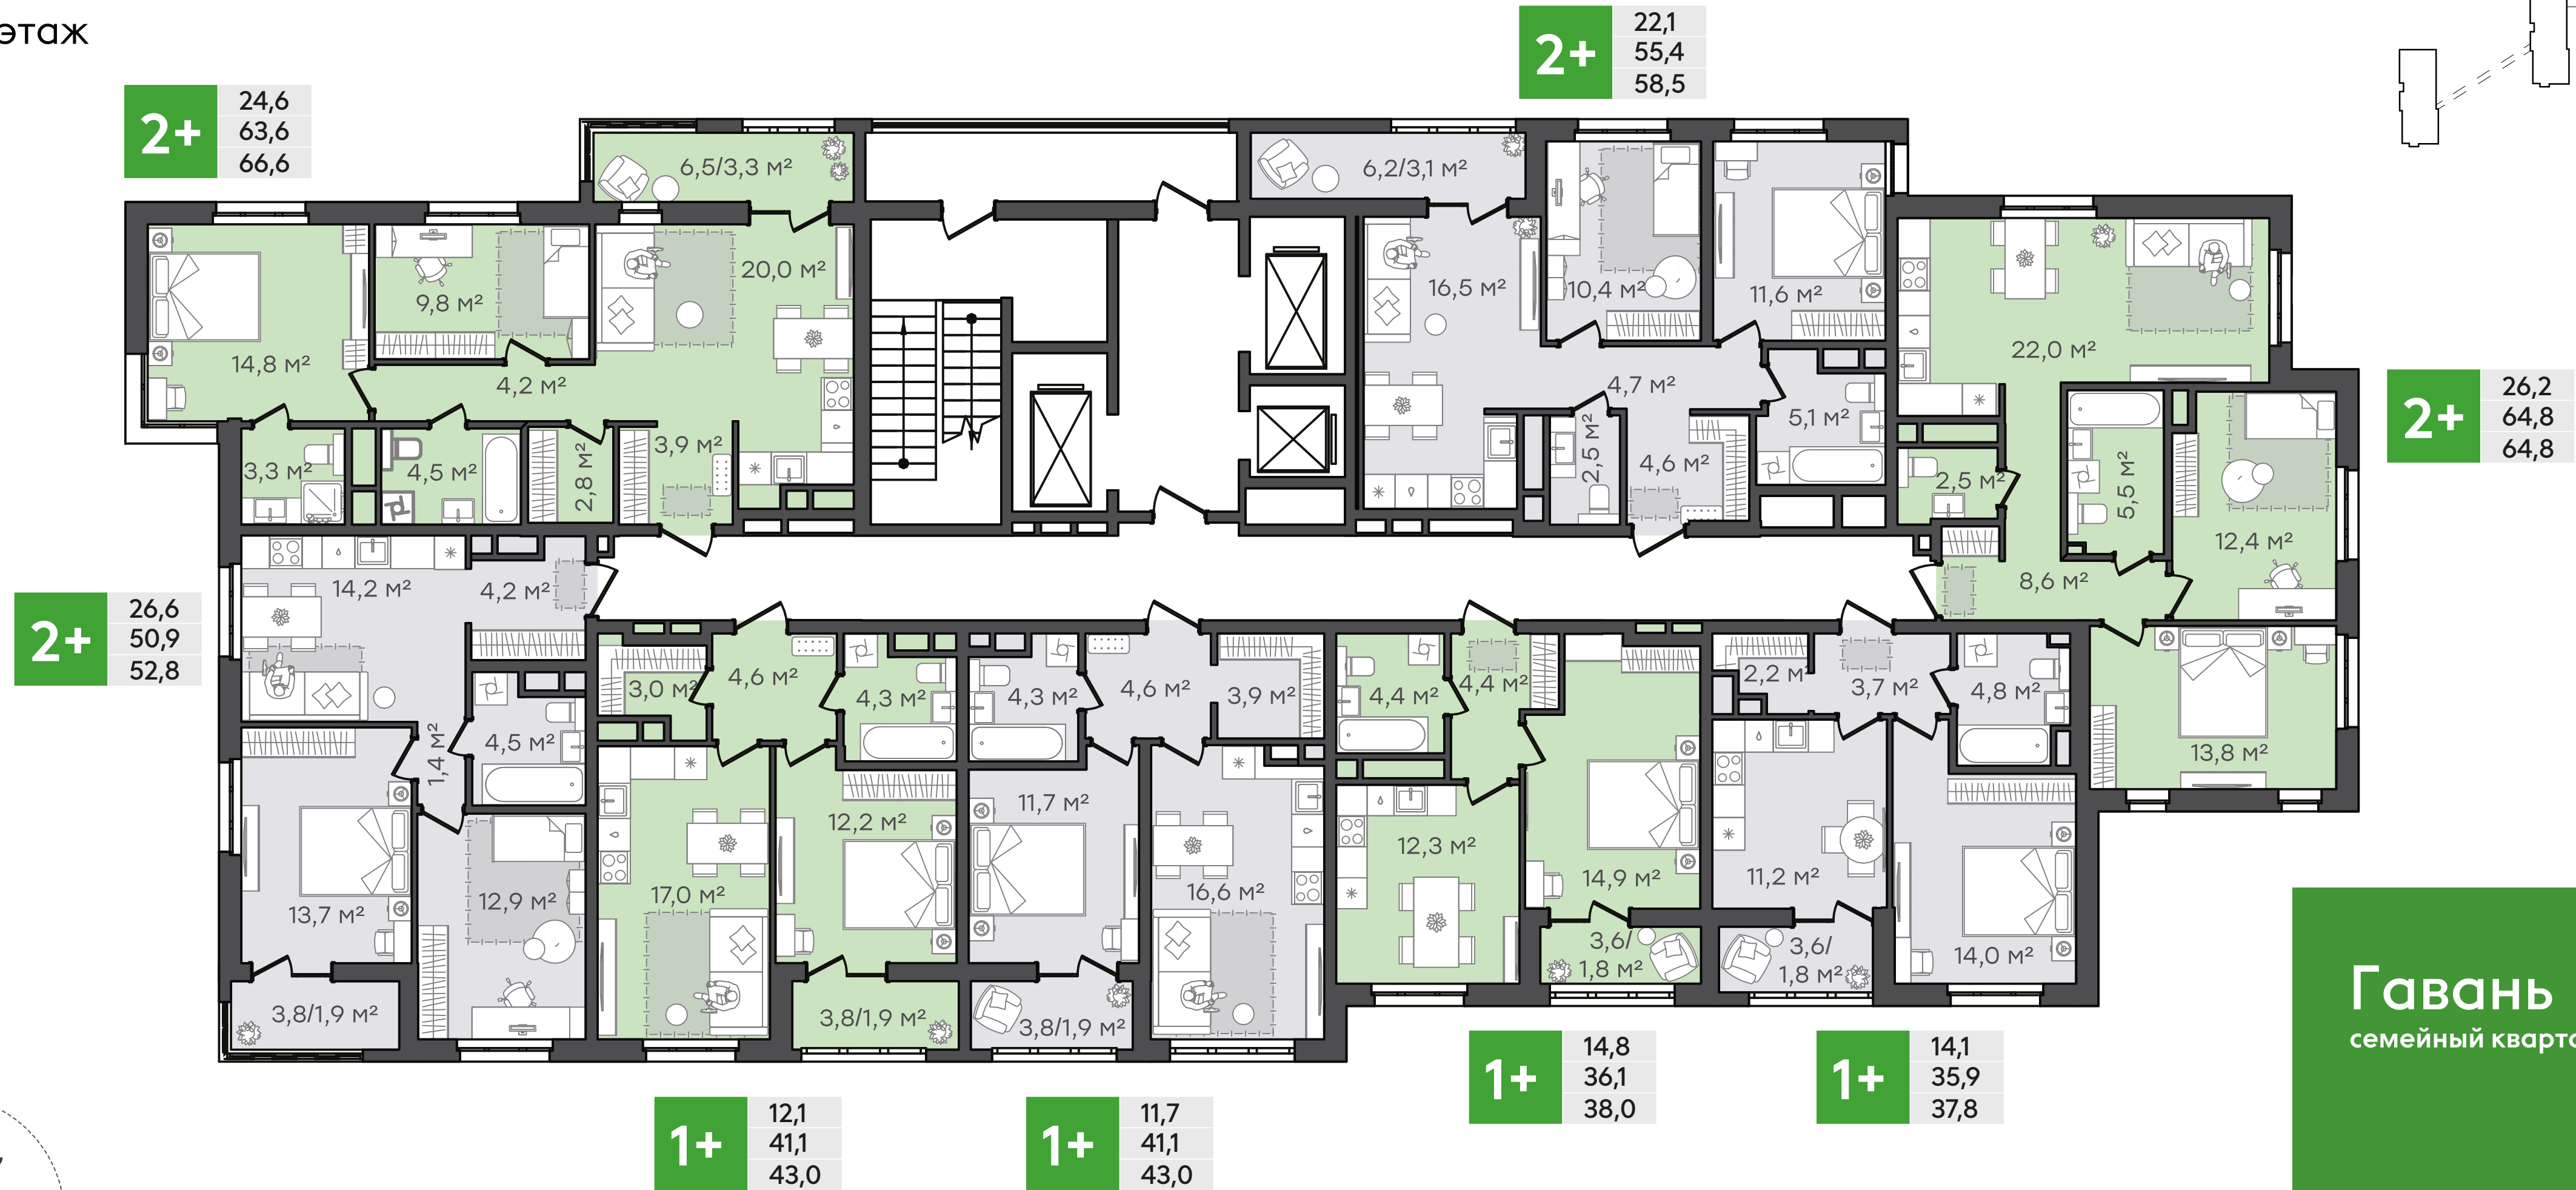 этаж
2+
22,1
55,4
58,5
2+
24,6
63,6
66,6
6,5/3,3 м²
6,2/3,1 м²
20,0 м²
9,8 м²
14,8 м²
4,2 м²
3,3 м²
4,5 м²
2,8 м²
3,9 м²
16,5 м²
10,4 м²
11,6 м²
4,7 м²
5,1 м²
2,5 м²
4,6 м²
22,0 м²
2,5 м²
5,5 м²
12,4 м²
8,6 м²
13,8 м²
2+
26,2
64,8
64,8
2+
26,6
50,9
52,8
14,2 м²
4,2 м²
1,4 м²
4,5 м²
13,7 м²
12,9 м²
3,8/1,9 м²
3,0 м²
4,6 м²
4,3 м²
17,0 м²
12,2 м²
3,8/1,9 м²
4,3 м²
4,6 м²
3,9 м²
11,7 м²
16,6 м²
3,8/1,9 м²
4,4 м²
4,4 м²
12,3 м²
14,9 м²
3,6/
1,8 м²
2,2 м²
3,7 м²
4,8 м²
11,2 м²
14,0 м²
3,6/
1,8 м²
1+
12,1
41,1
43,0
1+
11,7
41,1
43,0
1+
14,8
36,1
38,0
1+
14,1
35,9
37,8
Гавань
семейный кварт